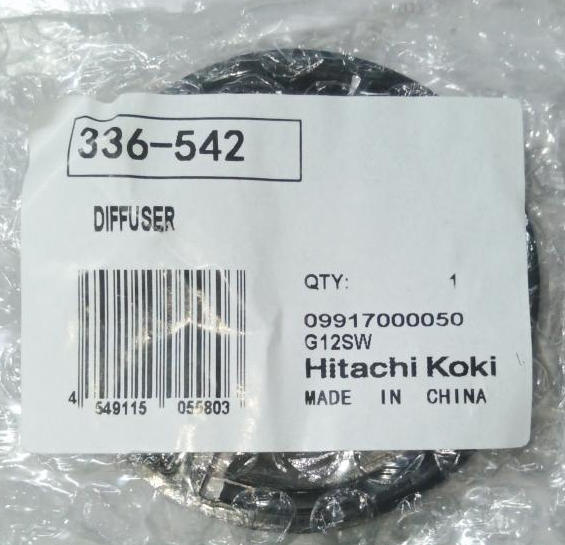 336-542
DIFFUSER
QTY: 1
09917000050
G12SW
Hitachi Koki
MADE IN CHINA
4 549115 055803